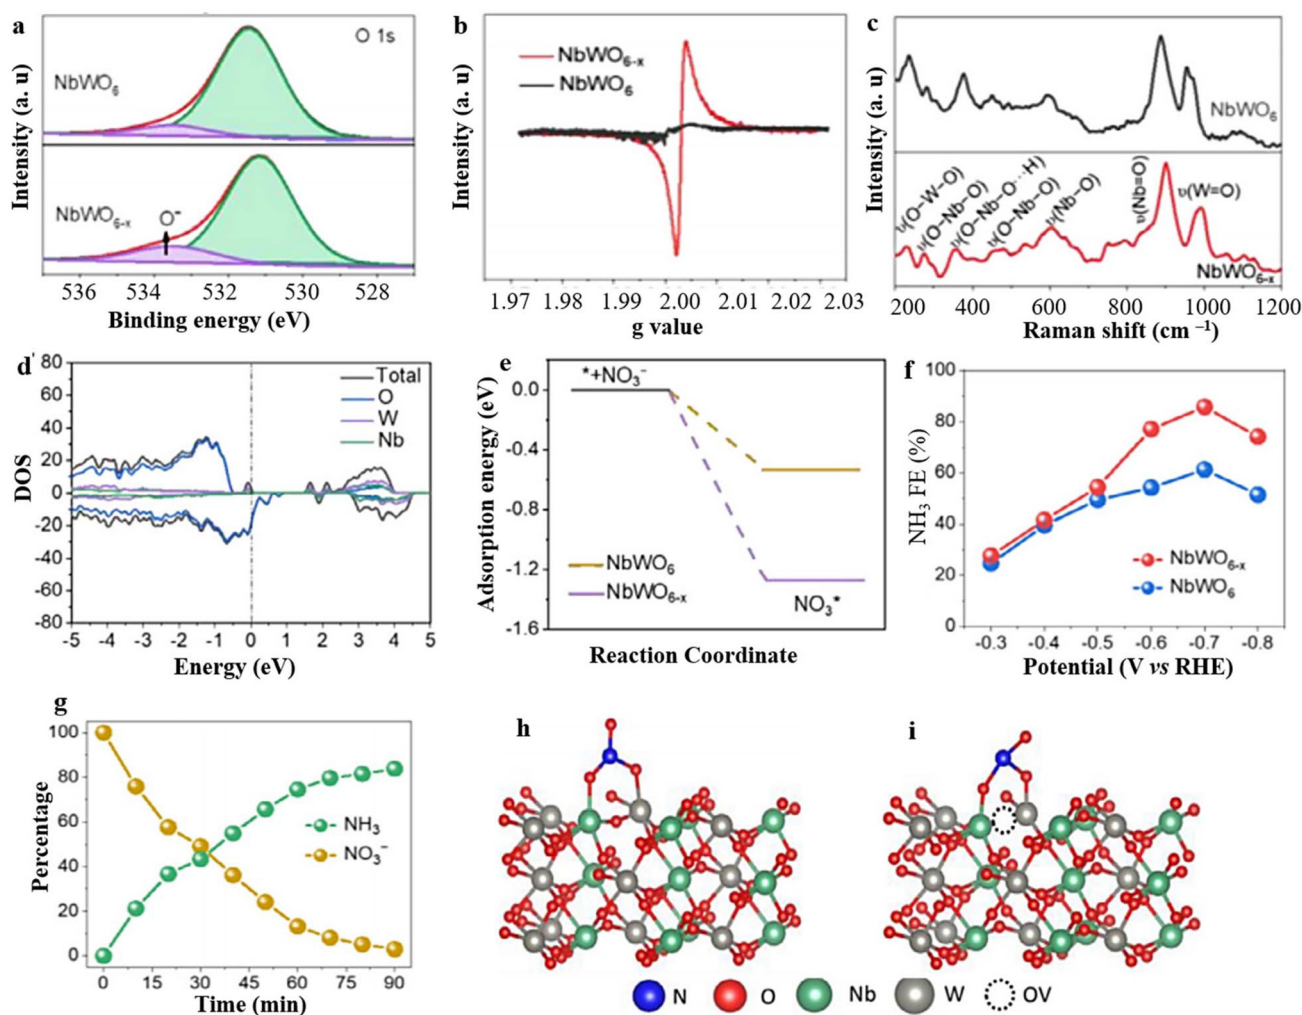 a
O 1s
NbWO6
NbWO6-x
O⁻
Intensity (a. u)
536 534 532 530 528
Binding energy (eV)
b
NbWO6-x
NbWO6
Intensity (a. u)
1.97 1.98 1.99 2.00 2.01 2.02 2.03
g value
c
NbWO6
υ(O–W–O)
υ(O–Nb–O)
υ(O–Nb–O···H)
υ(O–Nb–O)
υ(Nb–O)
υ(Nb=O)
υ(W=O)
NbWO6-x
Intensity (a. u)
200 400 600 800 1000 1200
Raman shift (cm –1)
d
80
60
40
20
0
-20
-40
-60
-80
Total
O
W
Nb
DOS
-5 -4 -3 -2 -1 0 1 2 3 4 5
Energy (eV)
e
*+NO3⁻
0.0
-0.4
-0.8
-1.2
-1.6
NbWO6
NbWO6-x
NO3*
Adsorption energy (eV)
Reaction Coordinate
f
100
80
60
40
20
0
NH3 FE (%)
NbWO6-x
NbWO6
-0.3 -0.4 -0.5 -0.6 -0.7 -0.8
Potential (V vs RHE)
g
100
80
60
40
20
0
Percentage
NH3
NO3⁻
0 15 30 45 60 75 90
Time (min)
h
i
N O Nb W OV